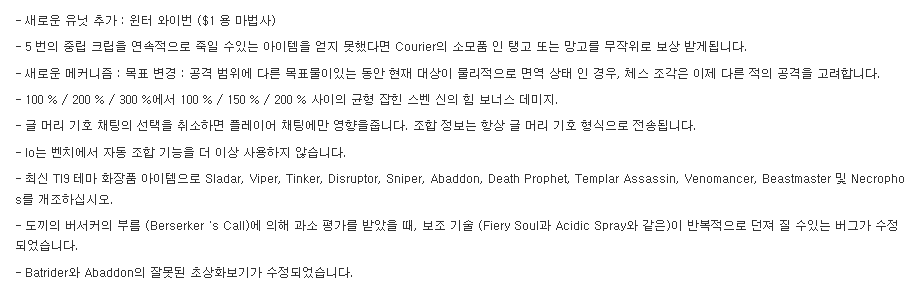 - 새로운 유닛 추가 : 윈터 와이번 ($1 용 마법사)
- 5 번의 중립 크립을 연속적으로 죽일 수있는 아이템을 얻지 못했다면 Courier의 소모품 인 탱고 또는 망고를 무작위로 보상 받게됩니다.
- 새로운 메커니즘 : 목표 변경 : 공격 범위에 다른 목표물이있는 동안 현재 대상이 물리적으로 면역 상태 인 경우, 체스 조각은 이제 다른 적의 공격을 고려합니다.
- 100 % / 200 % / 300 %에서 100 % / 150 % / 200 % 사이의 균형 잡힌 스벤 신의 힘 보너스 데미지.
- 글 머리 기호 채팅의 선택을 취소하면 플레이어 채팅에만 영향을줍니다. 조합 정보는 항상 글 머리 기호 형식으로 전송됩니다.
- Io는 벤치에서 자동 조합 기능을 더 이상 사용하지 않습니다.
- 최신 TI9 테마 화장품 아이템으로 Sladar, Viper, Tinker, Disruptor, Sniper, Abaddon, Death Prophet, Templar Assassin, Venomancer, Beastmaster 및 Necropho
s를 개조하십시오.
- 도끼의 버서커의 부름 (Berserker 's Call)에 의해 과소 평가를 받았을 때, 보조 기술 (Fiery Soul과 Acidic Spray와 같은)이 반복적으로 던져 질 수있는 버그가 수정
되었습니다.
- Batrider와 Abaddon의 잘못된 초상화보기가 수정되었습니다.